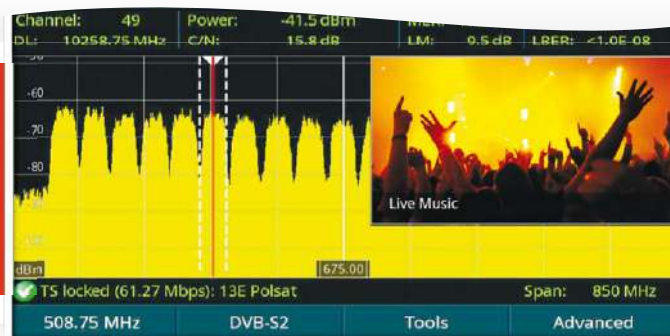 Channel: 49 Power: -41.5 dBm
DL: 10258.75 MHz C/N: 15.8 dB LM: 9.5 dB LBER: <1.0E-08
-60
-70
-80
Live Music
dBm 675.00
TS locked (61.27 Mbps): 13E Polsat Span: 850 MHz
508.75 MHz DVB-S2 Tools Advanced